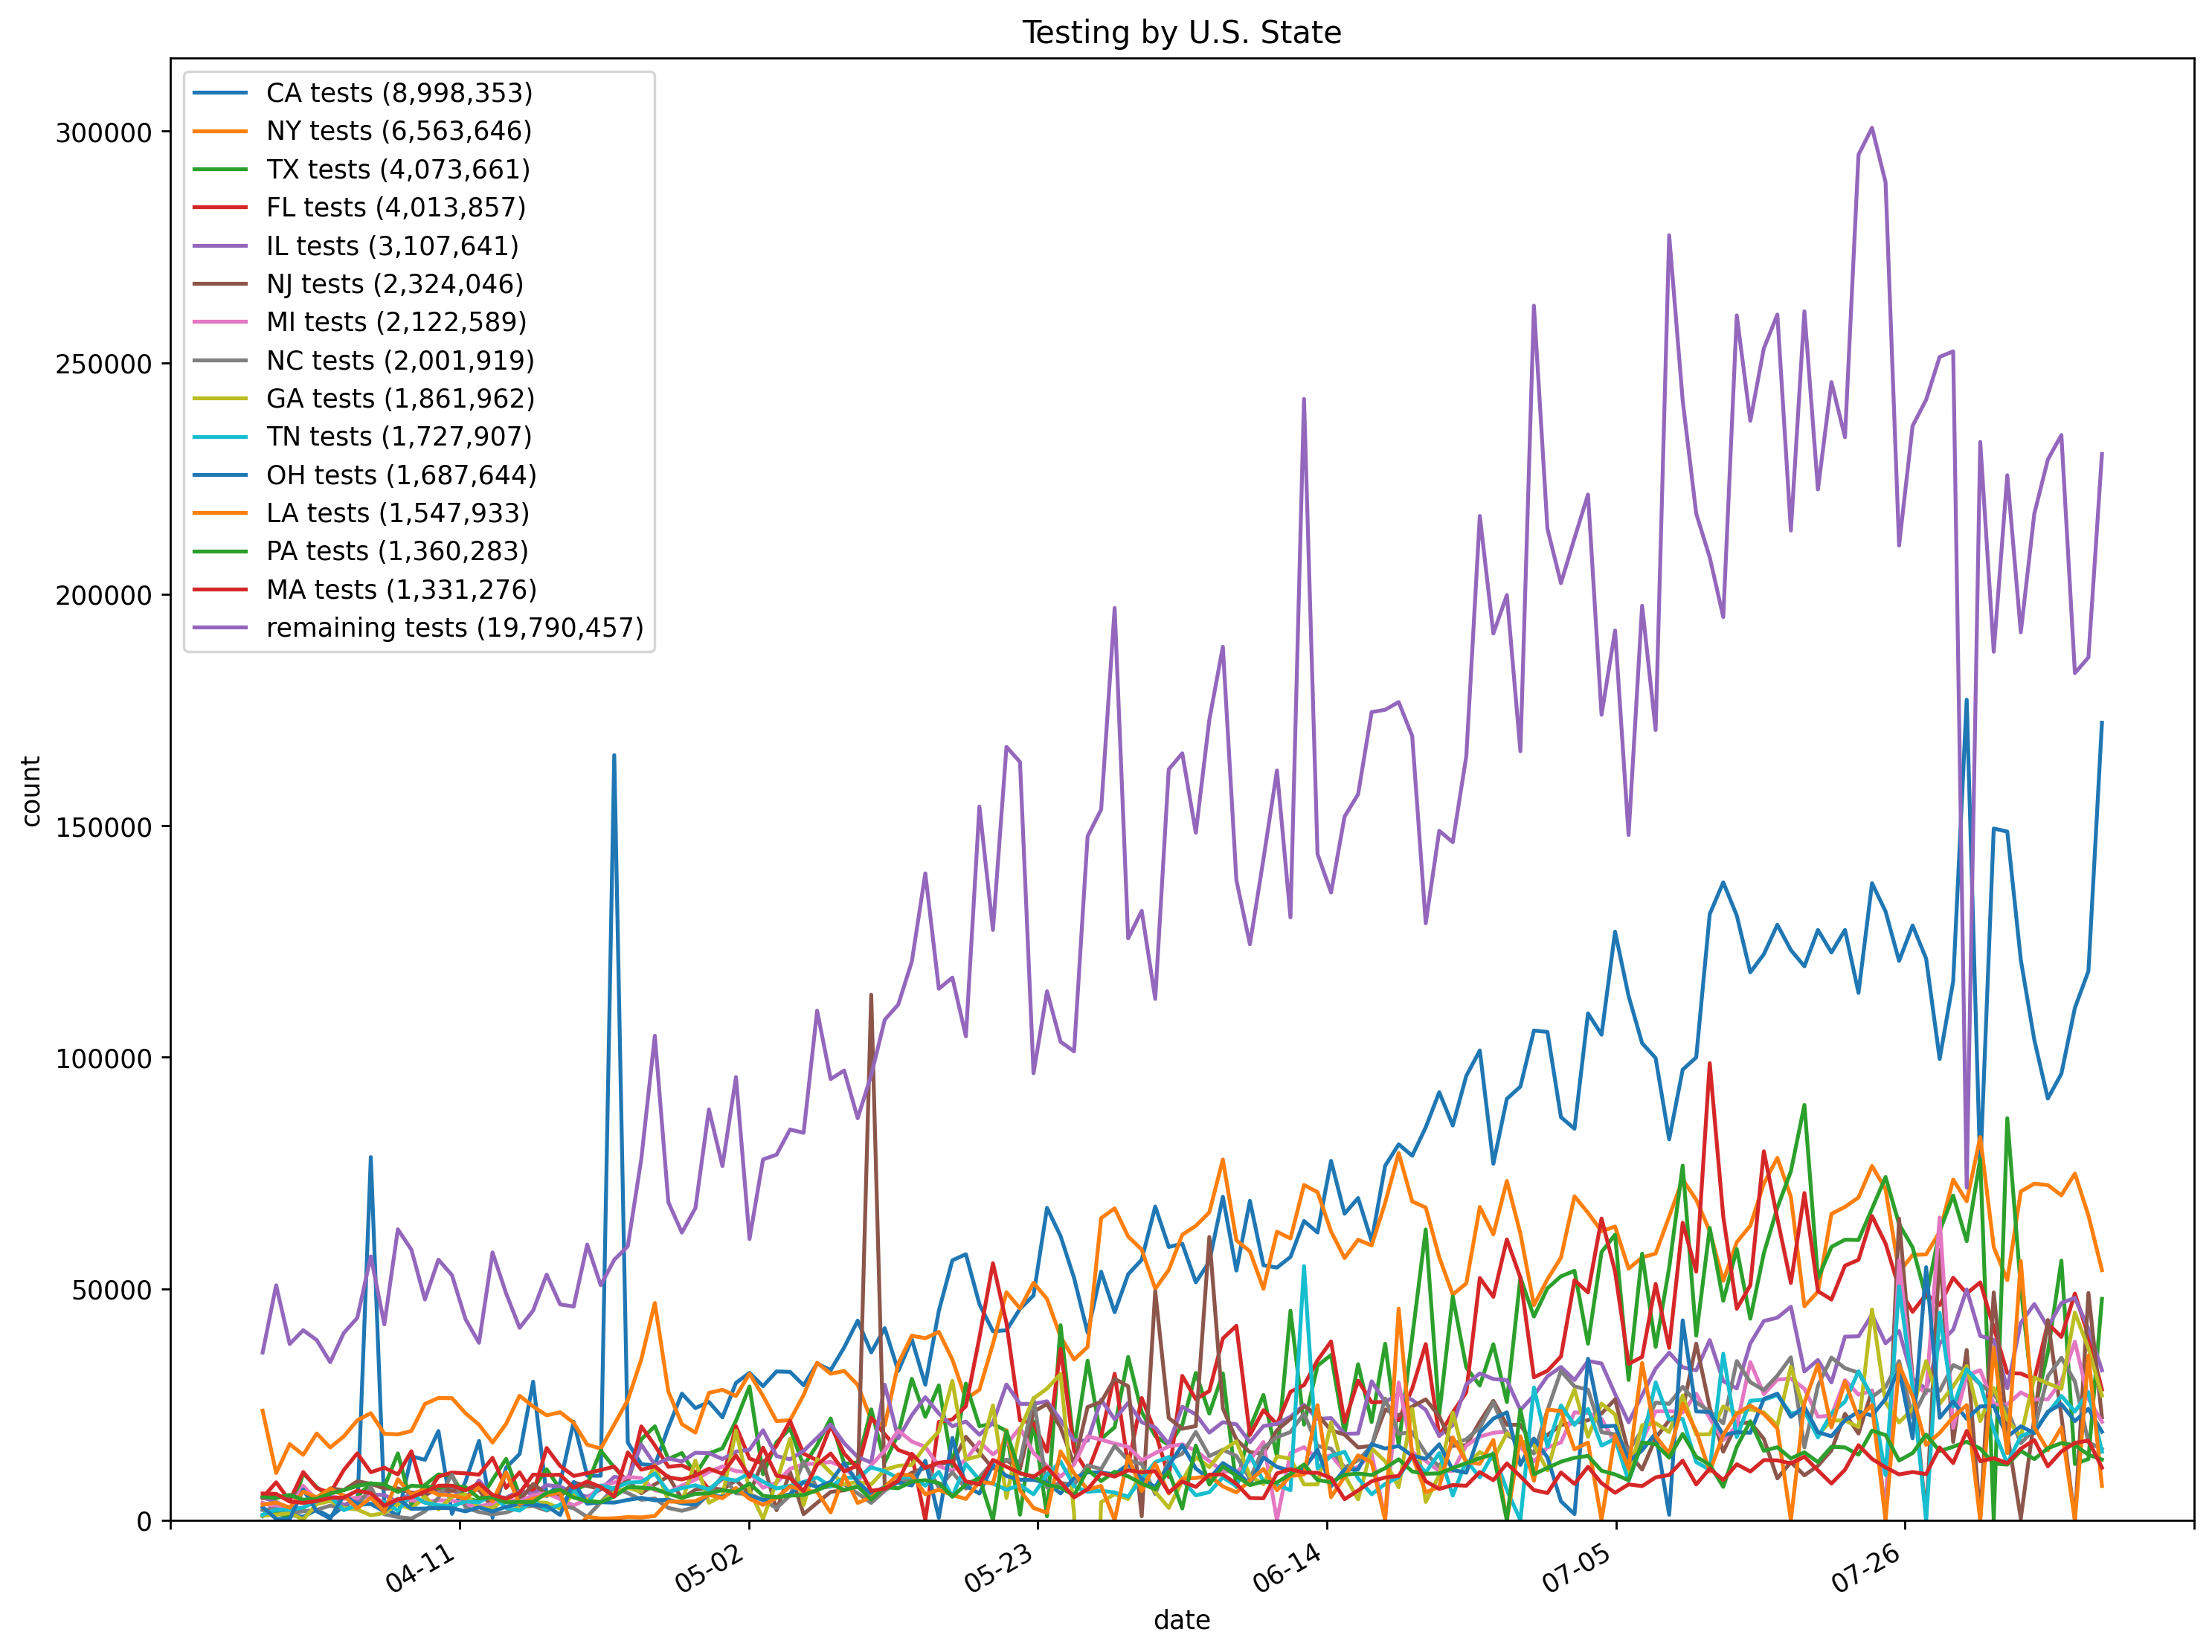 Testing by U.S. State
CA tests (8,998,353)
NY tests (6,563,646)
TX tests (4,073,661)
FL tests (4,013,857)
IL tests (3,107,641)
NJ tests (2,324,046)
MI tests (2,122,589)
NC tests (2,001,919)
GA tests (1,861,962)
TN tests (1,727,907)
OH tests (1,687,644)
LA tests (1,547,933)
PA tests (1,360,283)
MA tests (1,331,276)
remaining tests (19,790,457)
300000
250000
200000
150000
100000
50000
0
count
04-11
05-02
05-23
06-14
07-05
07-26
date